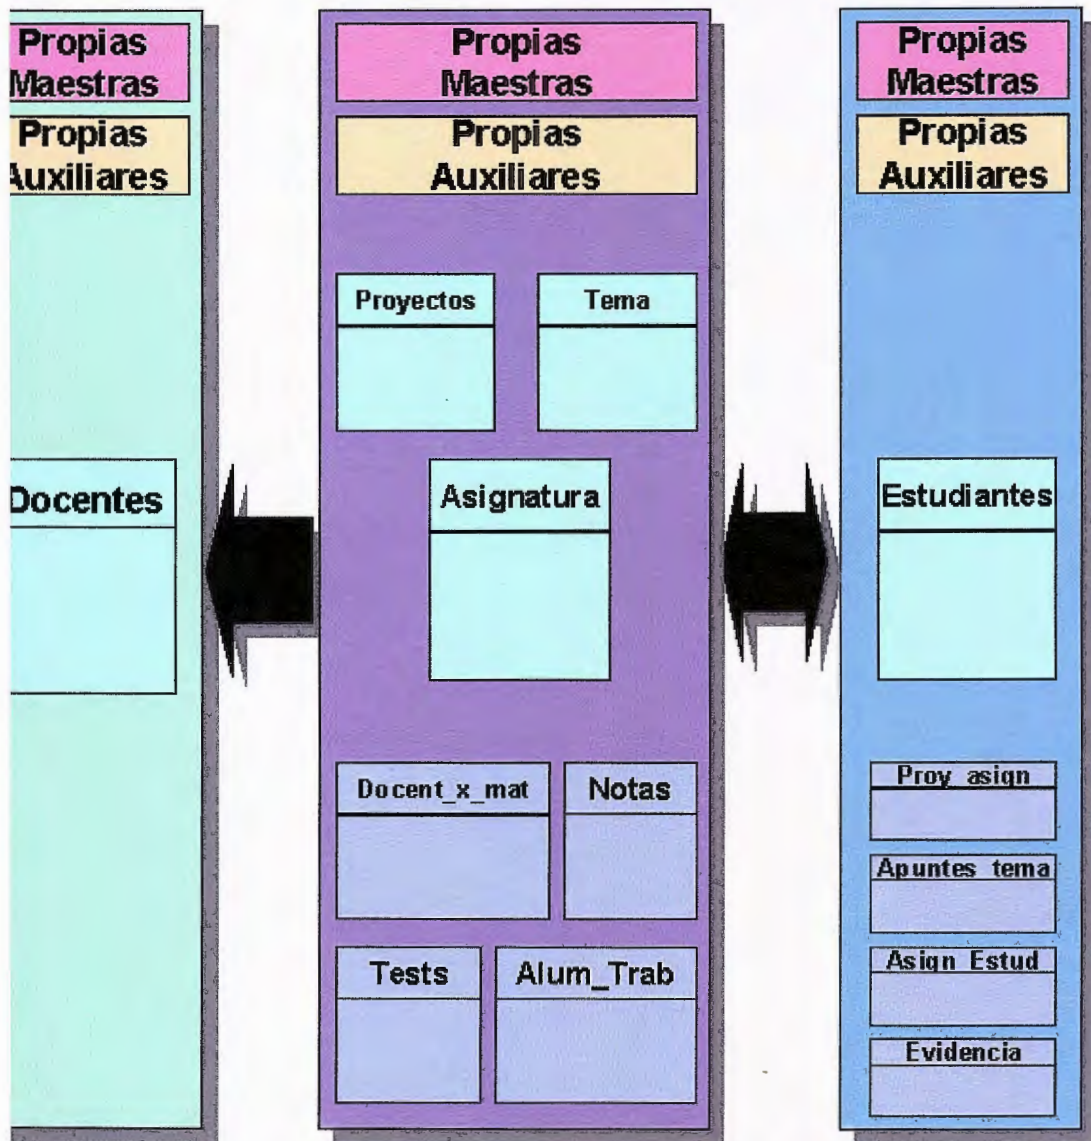 Propias
Maestras
Propias
Auxiliares
Docentes
Propias
Maestras
Propias
Auxiliares
Proyectos
Tema
Asignatura
Docent_x_mat
Notas
Tests
Alum_Trab
Propias
Maestras
Propias
Auxiliares
Estudiantes
Proy_asign
Apuntes_tema
Asign_Estud
Evidencia